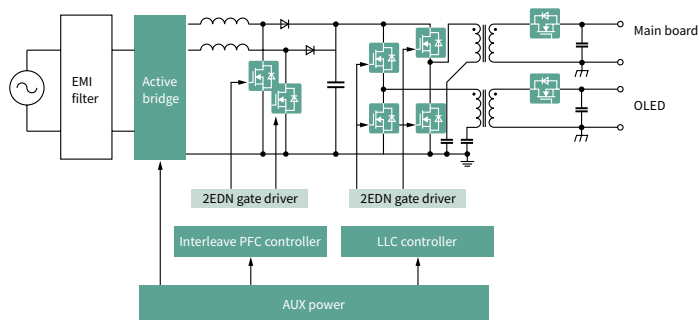 EMI
filter
Active
bridge
Main board
OLED
2EDN gate driver
2EDN gate driver
Interleave PFC controller
LLC controller
AUX power